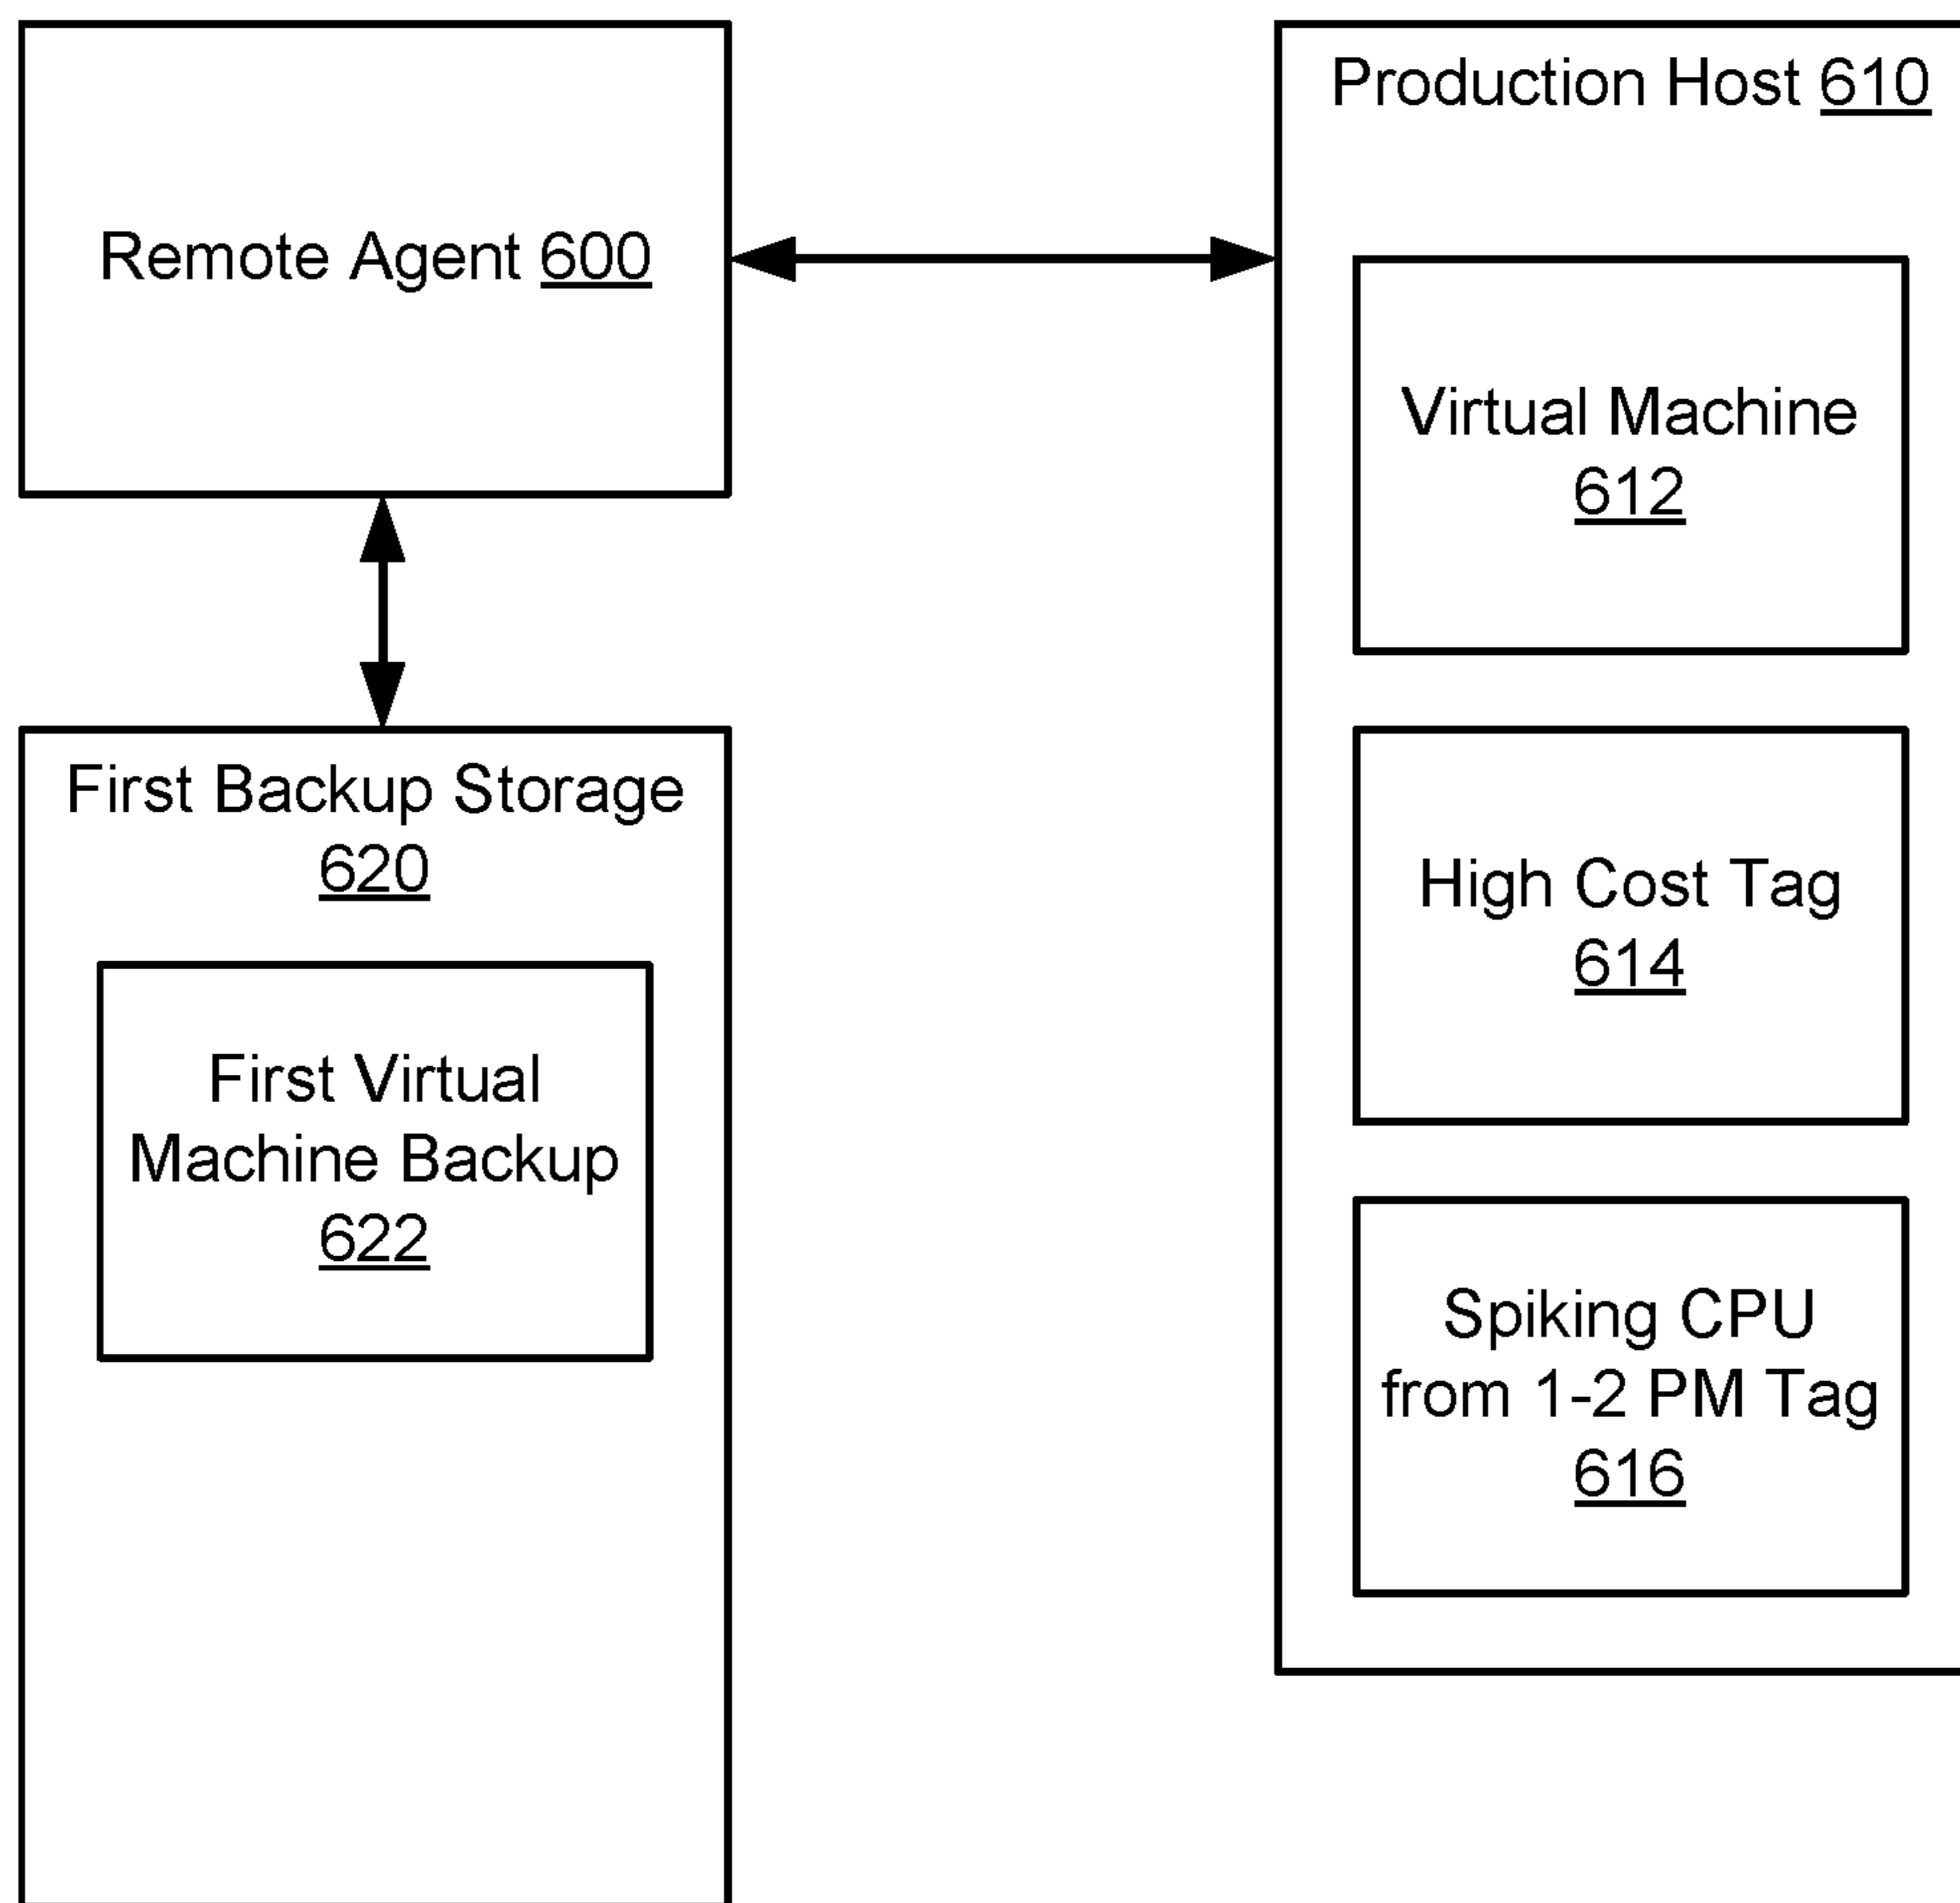 Remote Agent 600
Production Host 610
Virtual Machine
612
High Cost Tag
614
Spiking CPU
from 1-2 PM Tag
616
First Backup Storage
620
First Virtual
Machine Backup
622